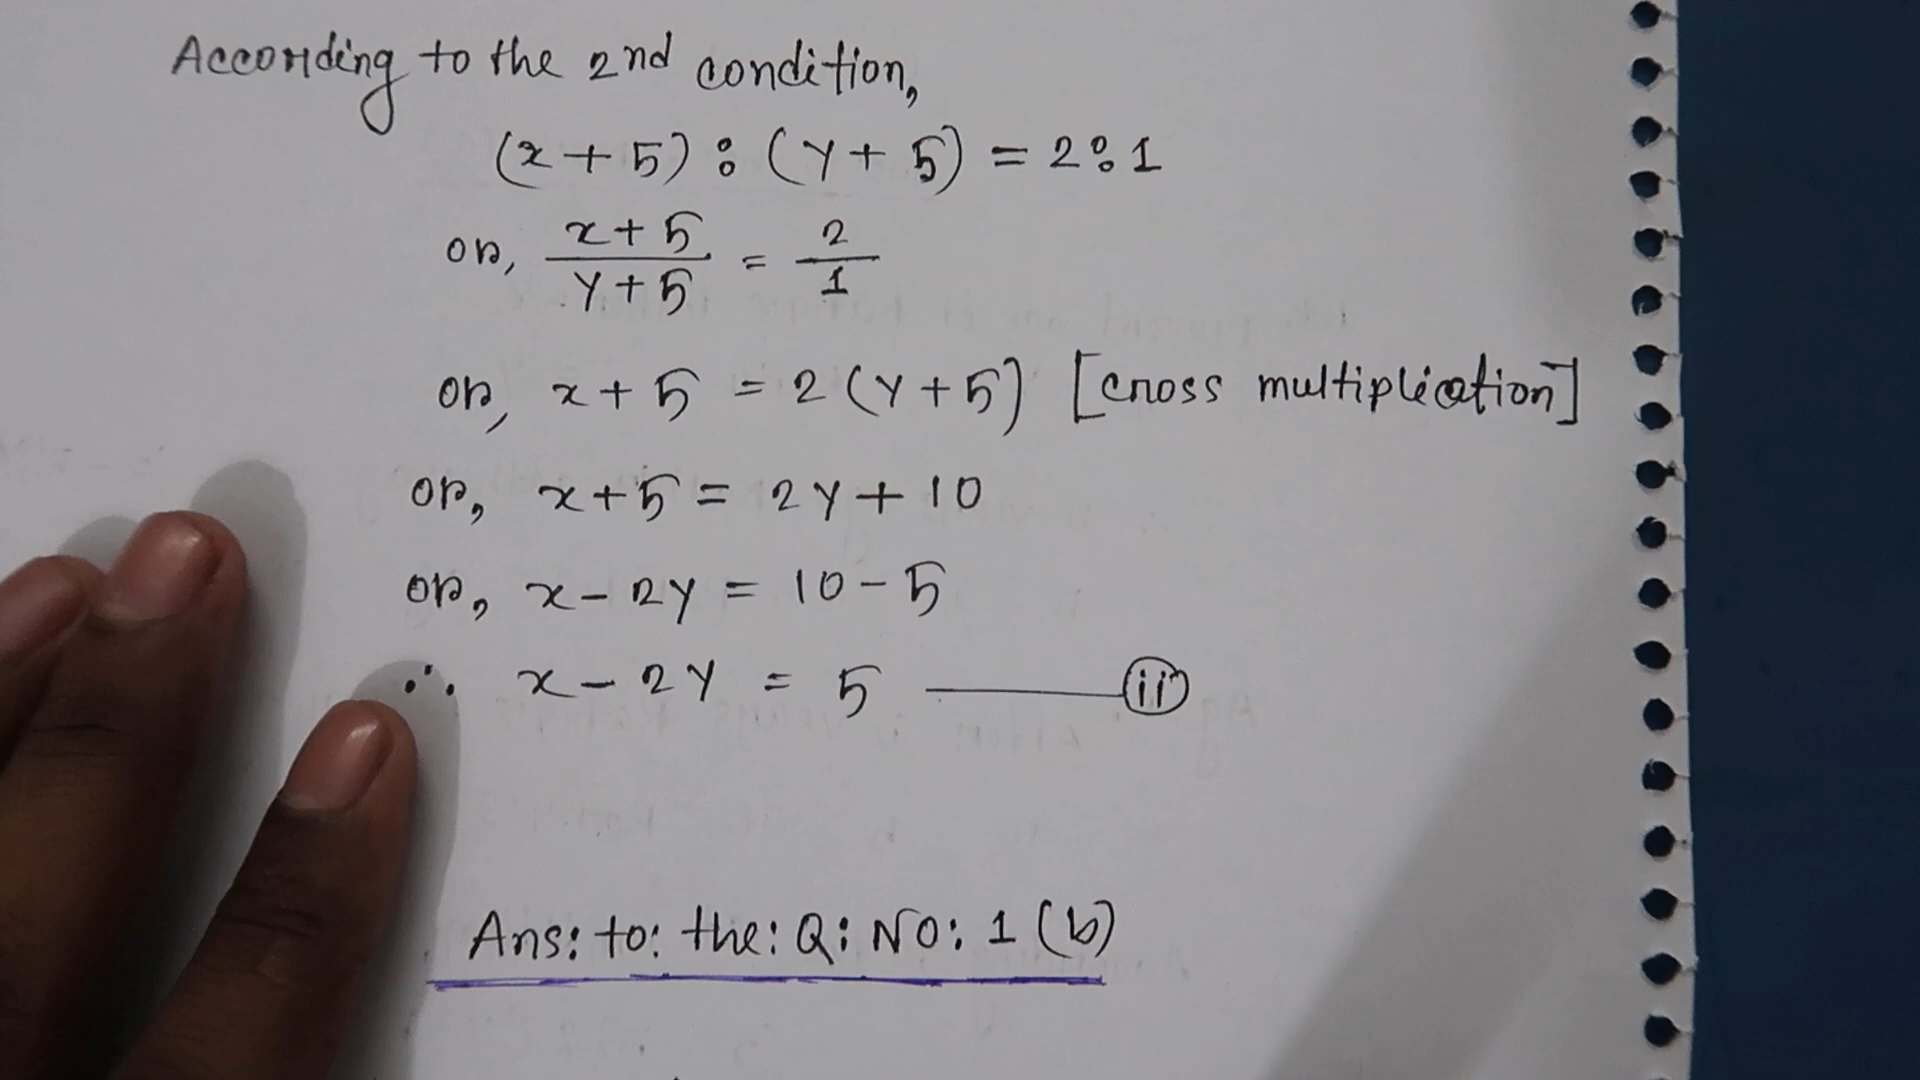 According to the 2nd condition,
(x + 5) : (y + 5) = 2 : 1
or, x + 5 / y + 5 = 2 / 1
or, x + 5 = 2 (y + 5) [cross multiplication]
or, x + 5 = 2y + 10
or, x - 2y = 10 - 5
∴ x - 2y = 5 ——— (ii)
Ans: to: the: Q: NO: 1 (b)